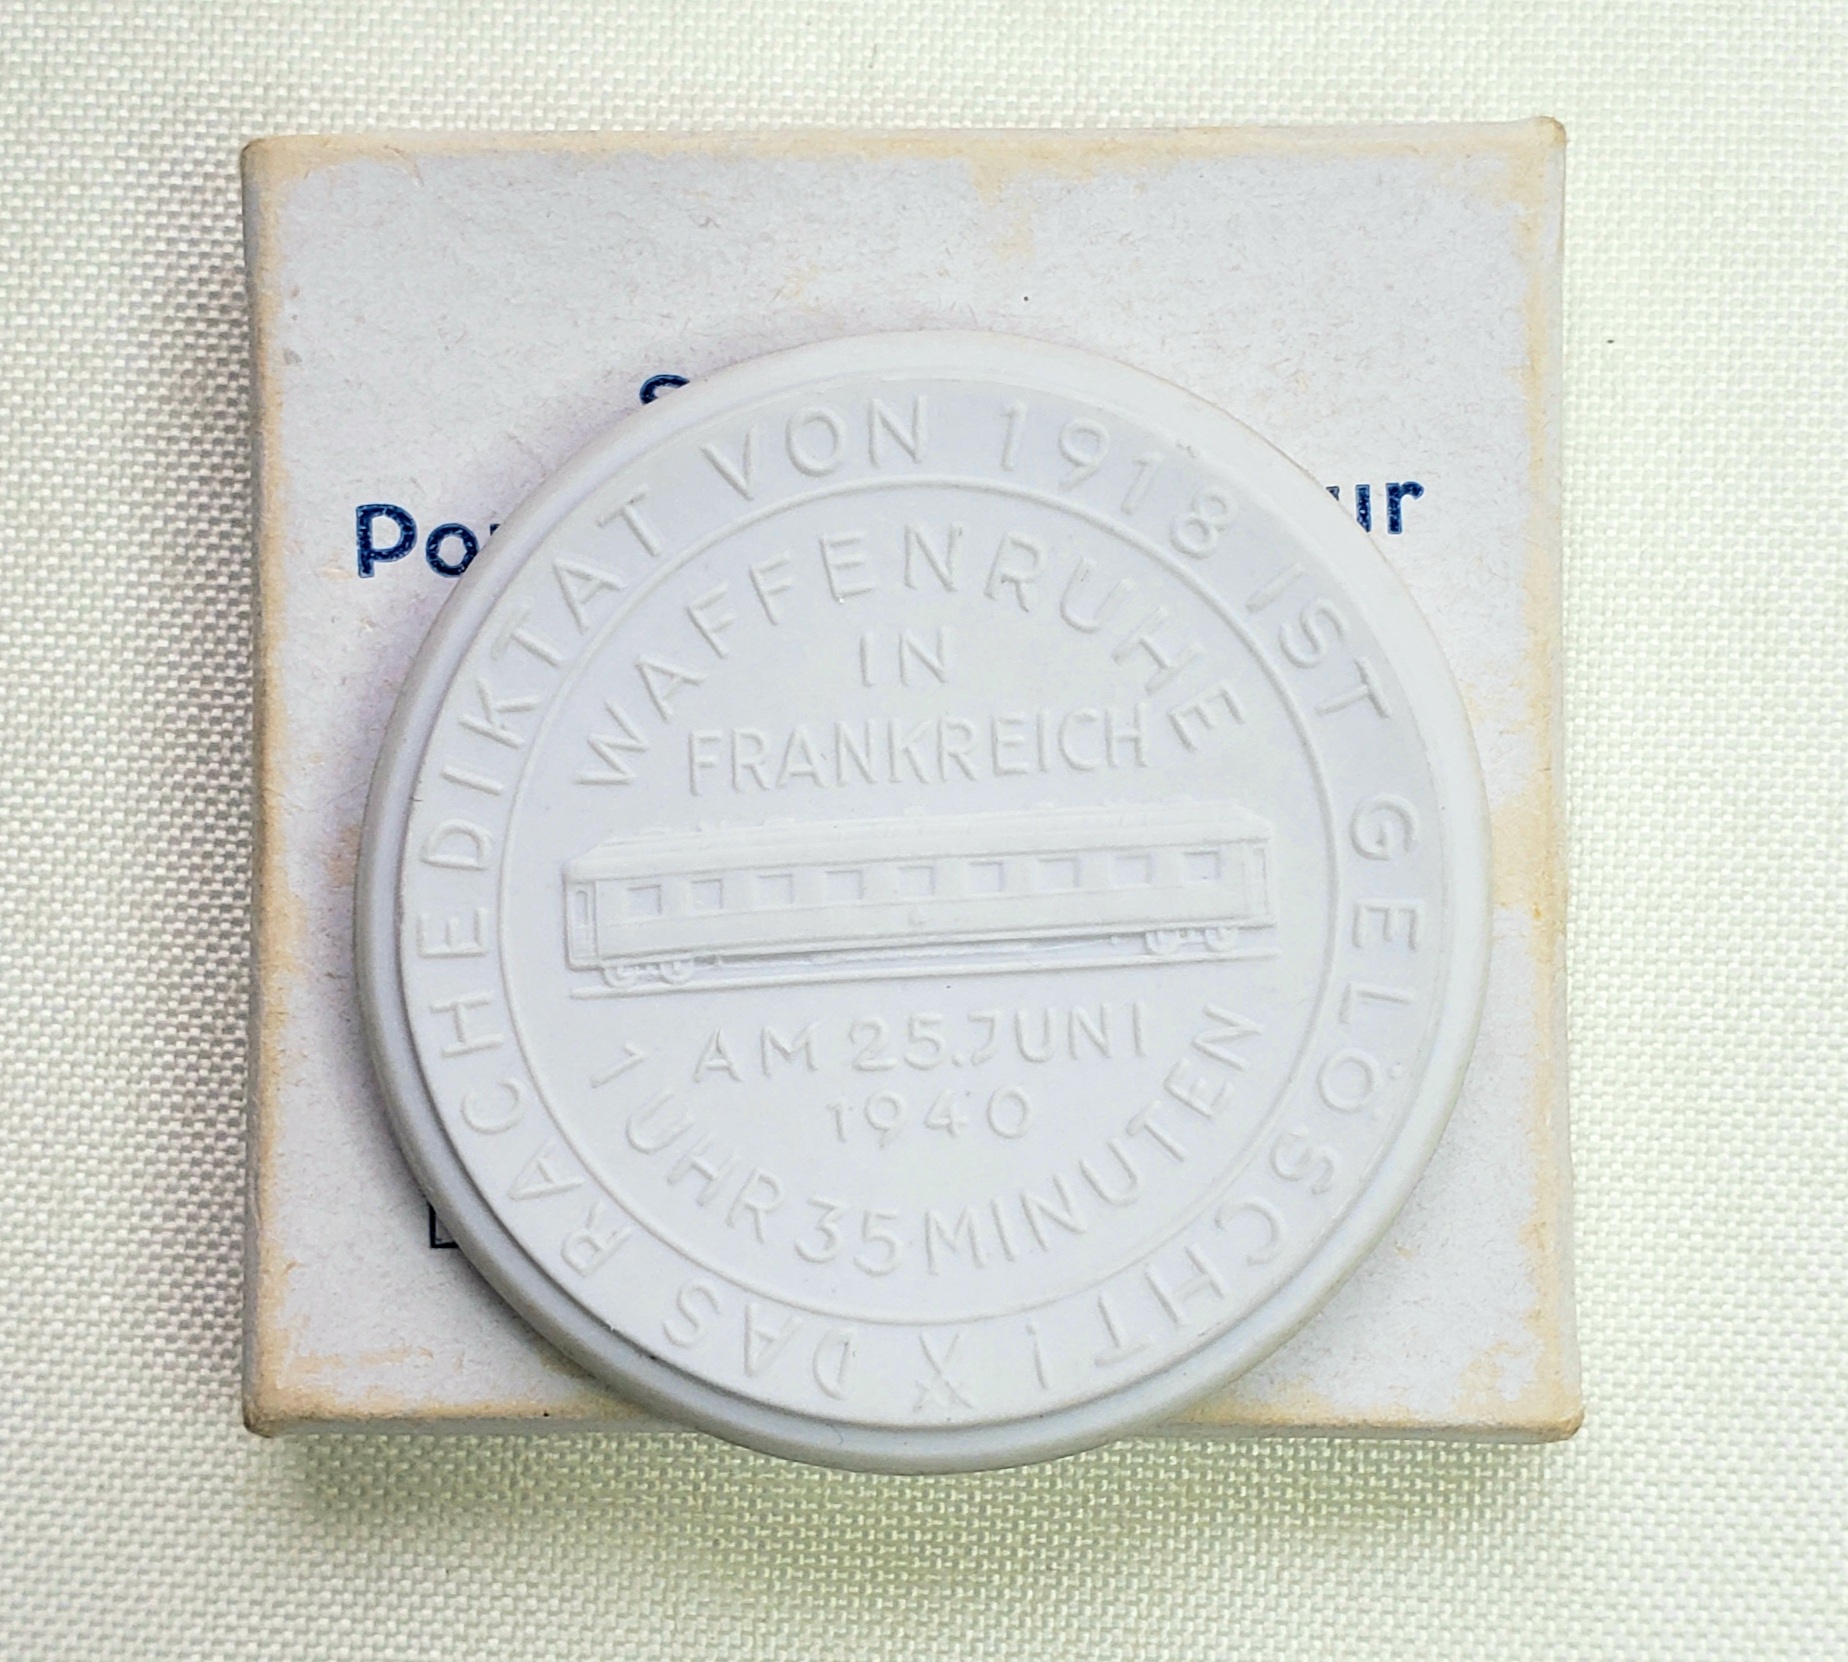 DAS RACHEDIKTAT VON 1918 IST GELÖSCHT!
WAFFENRUHE
IN
FRANKREICH
AM 25.JUNI
1940
1 UHR 35 MINUTEN